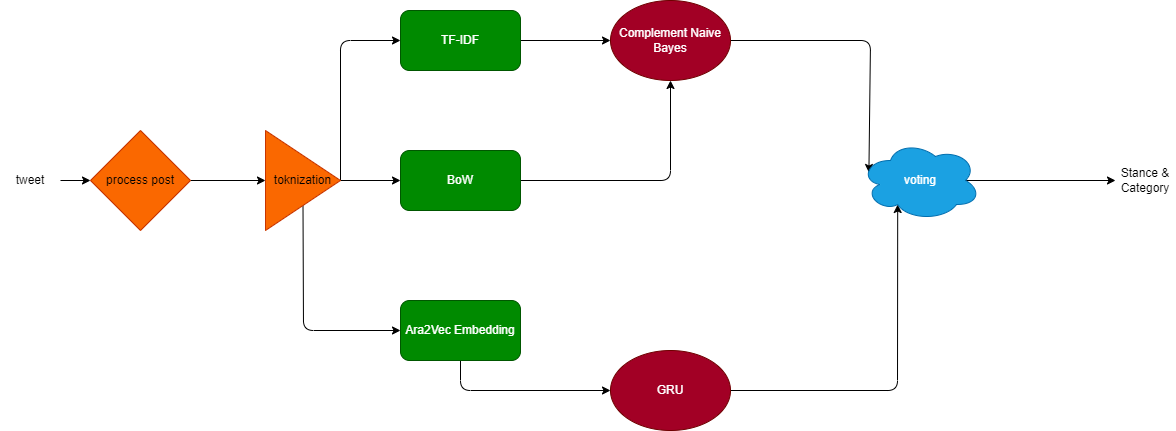 TF-IDF
Complement Naive
Bayes
tweet
process post
toknization
BoW
voting
Stance &
Category
Ara2Vec Embedding
GRU